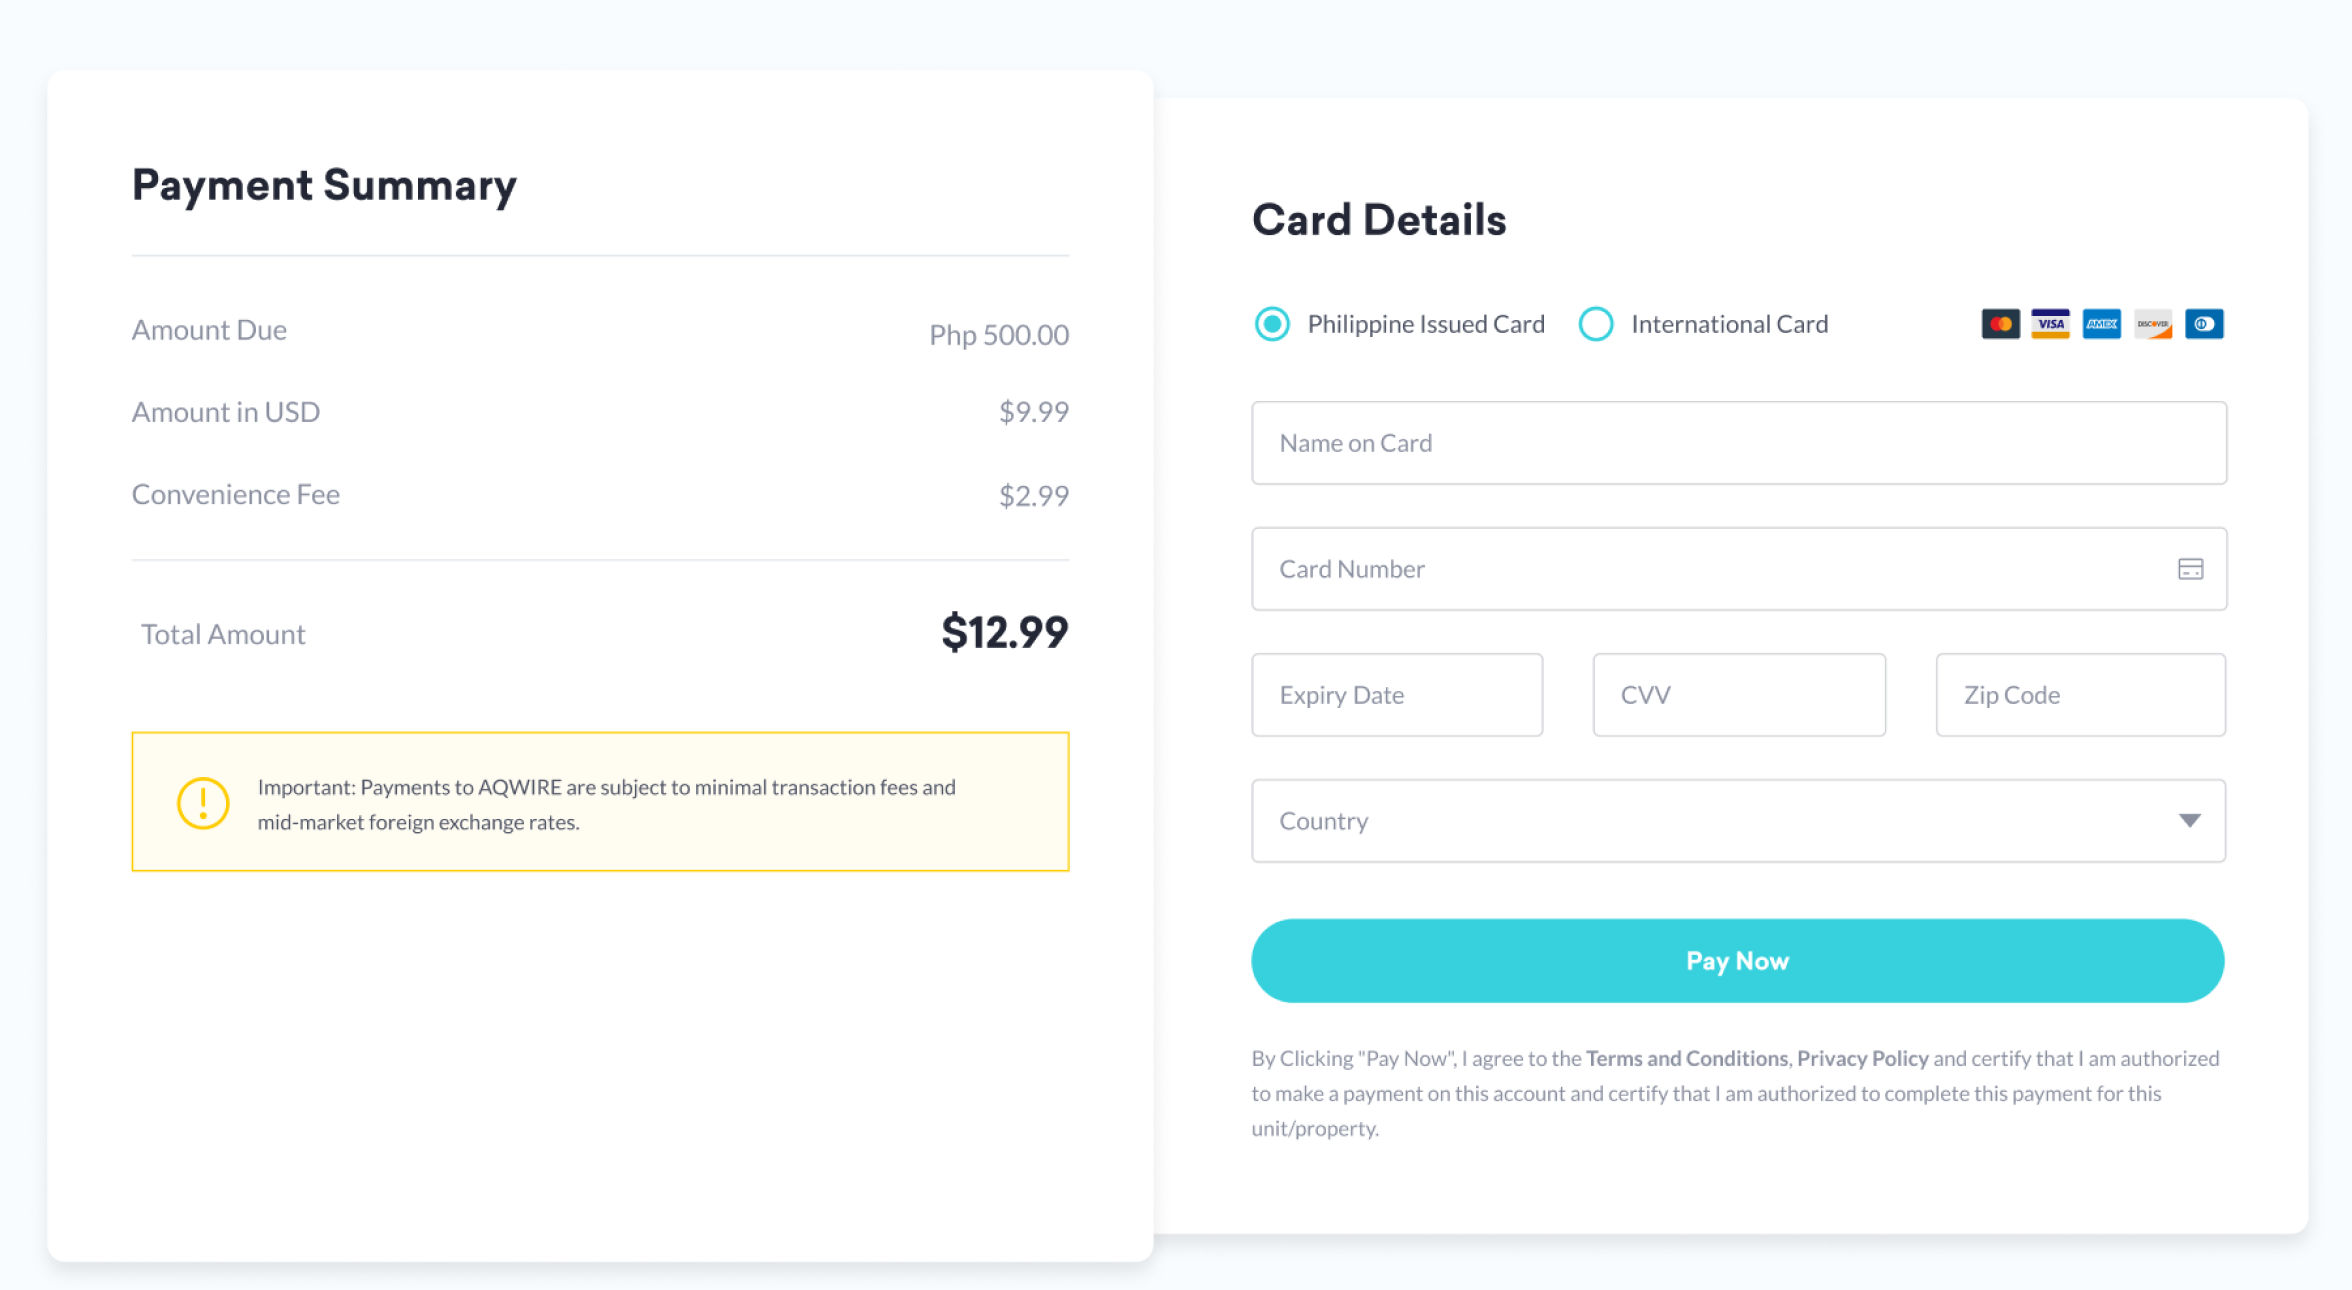 Payment Summary
Amount Due
Php 500.00
Amount in USD
$9.99
Convenience Fee
$2.99
Total Amount
$12.99
Important: Payments to AQWIRE are subject to minimal transaction fees and
mid-market foreign exchange rates.
Card Details
Philippine Issued Card
International Card
VISA
AMEX
DISCOVER
Name on Card
Card Number
Expiry Date
CVV
Zip Code
Country
Pay Now
By Clicking "Pay Now", I agree to the Terms and Conditions, Privacy Policy and certify that I am authorized
to make a payment on this account and certify that I am authorized to complete this payment for this
unit/property.